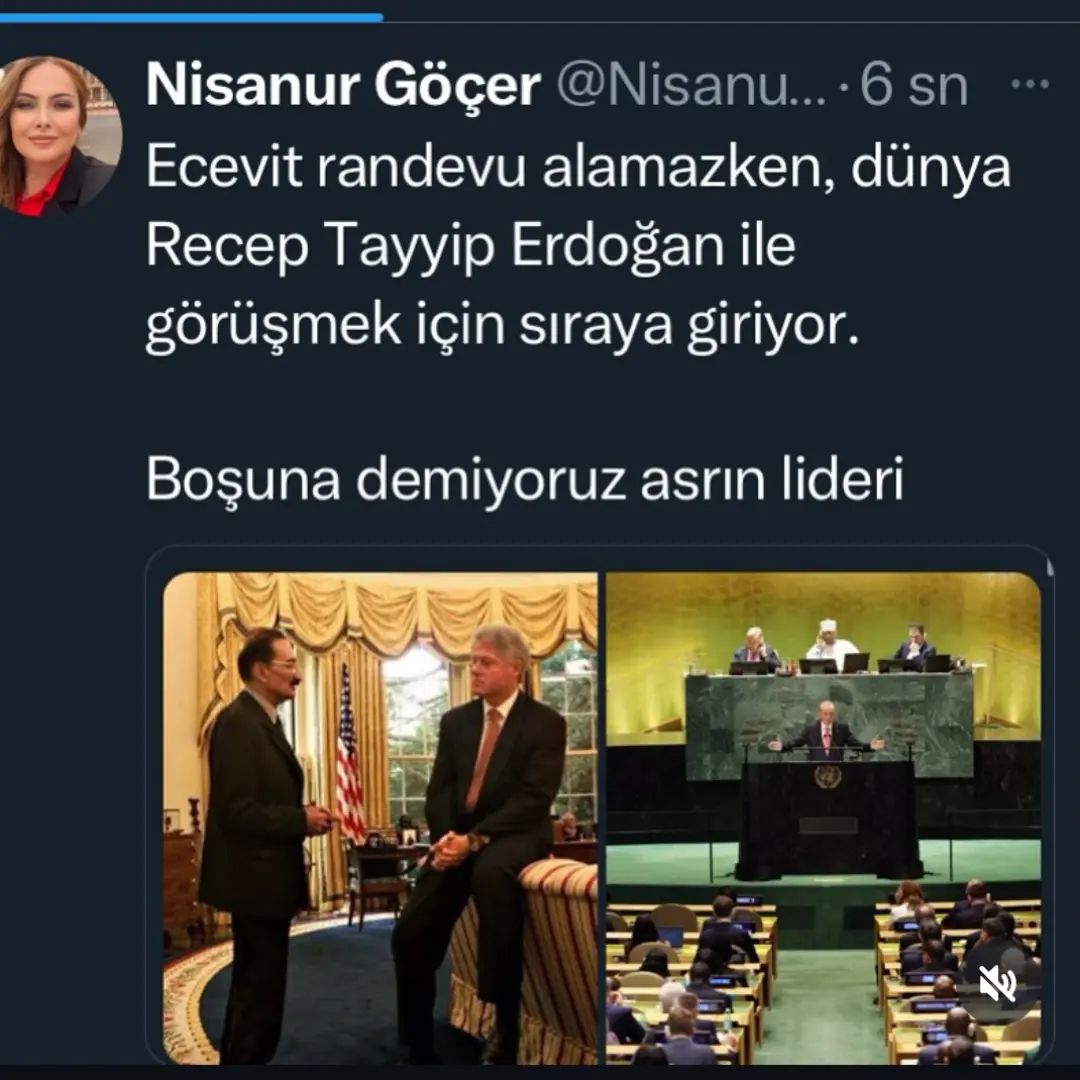 Nisanur Göçer @Nisanu... · 6 sn
Ecevit randevu alamazken, dünya
Recep Tayyip Erdoğan ile
görüşmek için sıraya giriyor.
Boşuna demiyoruz asrın lideri